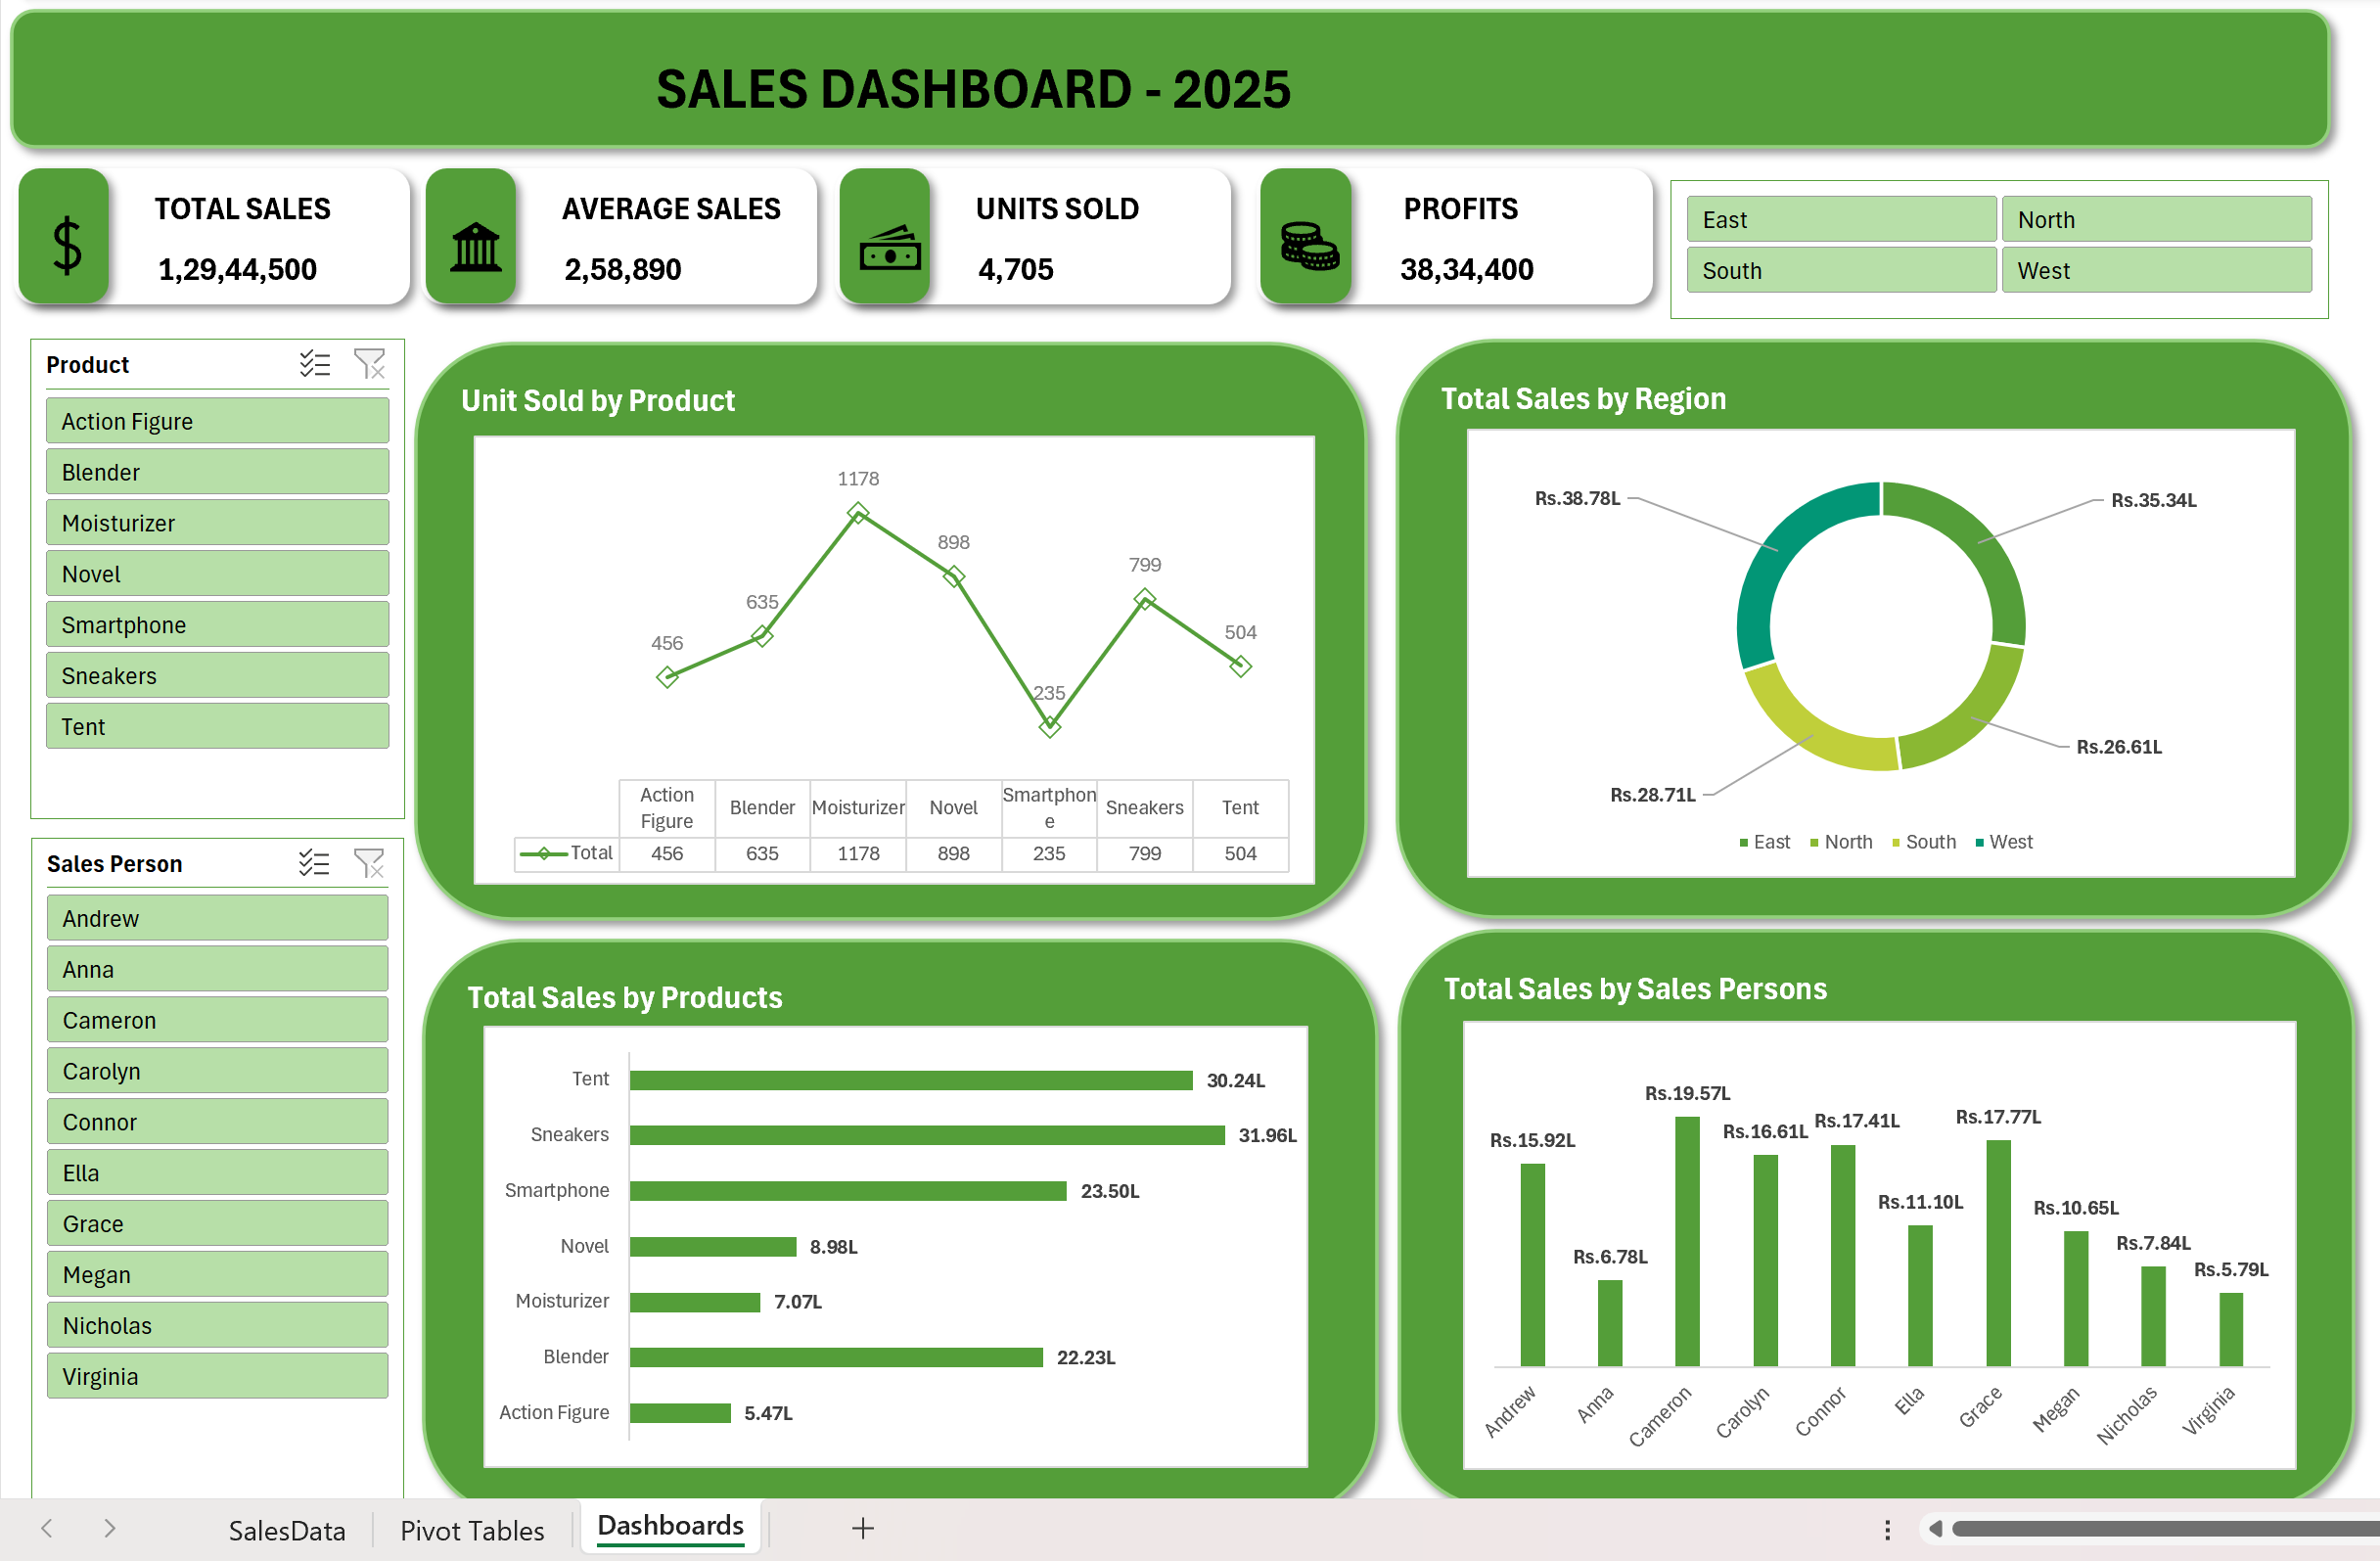 SALES DASHBOARD - 2025
TOTAL SALES
1,29,44,500
AVERAGE SALES
2,58,890
UNITS SOLD
4,705
PROFITS
38,34,400
East North
South West
Product
Action Figure
Blender
Moisturizer
Novel
Smartphone
Sneakers
Tent
Sales Person
Andrew
Anna
Cameron
Carolyn
Connor
Ella
Grace
Megan
Nicholas
Virginia
Unit Sold by Product
1178
898
799
635
504
456
235
Action Figure Blender Moisturizer Novel Smartphone Sneakers Tent
Total 456 635 1178 898 235 799 504
Total Sales by Region
Rs.38.78L
Rs.35.34L
Rs.26.61L
Rs.28.71L
East North South West
Total Sales by Products
Tent 30.24L
Sneakers 31.96L
Smartphone 23.50L
Novel 8.98L
Moisturizer 7.07L
Blender 22.23L
Action Figure 5.47L
Total Sales by Sales Persons
Rs.15.92L
Rs.6.78L
Rs.19.57L
Rs.16.61L
Rs.17.41L
Rs.11.10L
Rs.17.77L
Rs.10.65L
Rs.7.84L
Rs.5.79L
Andrew Anna Cameron Carolyn Connor Ella Grace Megan Nicholas Virginia
SalesData Pivot Tables Dashboards